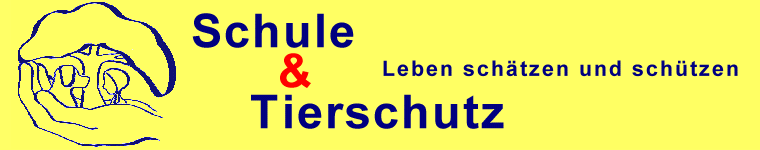 Schule
&
Tierschutz
Leben schätzen und schützen